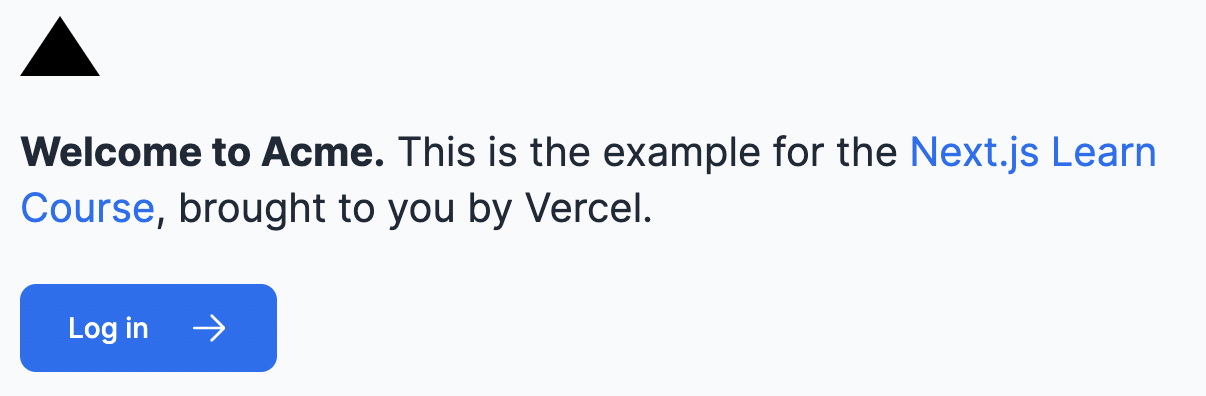 Welcome to Acme. This is the example for the Next.js Learn
Course, brought to you by Vercel.
Log in